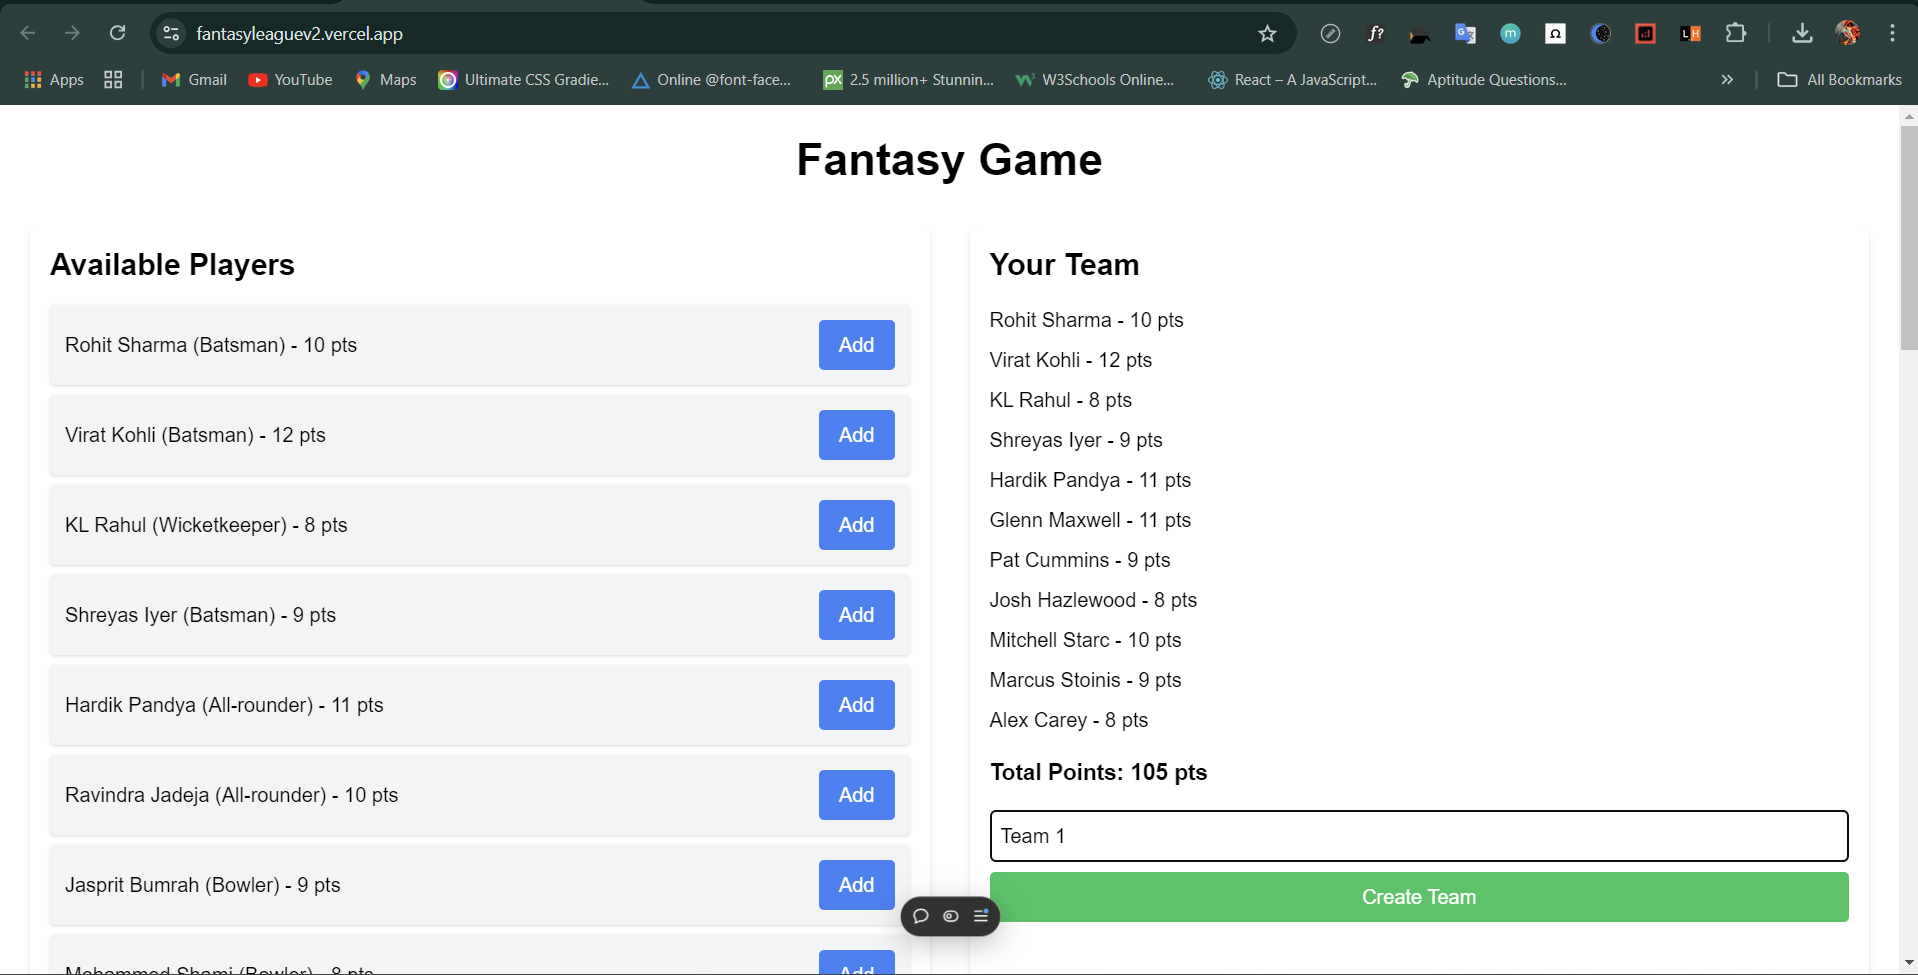 fantasyleaguev2.vercel.app
Apps
Gmail
YouTube
Maps
Ultimate CSS Gradie...
Online @font-face...
2.5 million+ Stunnin...
W3Schools Online...
React – A JavaScript...
Aptitude Questions...
All Bookmarks
Fantasy Game
Available Players
Rohit Sharma (Batsman) - 10 pts
Add
Virat Kohli (Batsman) - 12 pts
Add
KL Rahul (Wicketkeeper) - 8 pts
Add
Shreyas Iyer (Batsman) - 9 pts
Add
Hardik Pandya (All-rounder) - 11 pts
Add
Ravindra Jadeja (All-rounder) - 10 pts
Add
Jasprit Bumrah (Bowler) - 9 pts
Add
Mohammed Shami (Bowler) - 8 pts
Add
Your Team
Rohit Sharma - 10 pts
Virat Kohli - 12 pts
KL Rahul - 8 pts
Shreyas Iyer - 9 pts
Hardik Pandya - 11 pts
Glenn Maxwell - 11 pts
Pat Cummins - 9 pts
Josh Hazlewood - 8 pts
Mitchell Starc - 10 pts
Marcus Stoinis - 9 pts
Alex Carey - 8 pts
Total Points: 105 pts
Team 1
Create Team